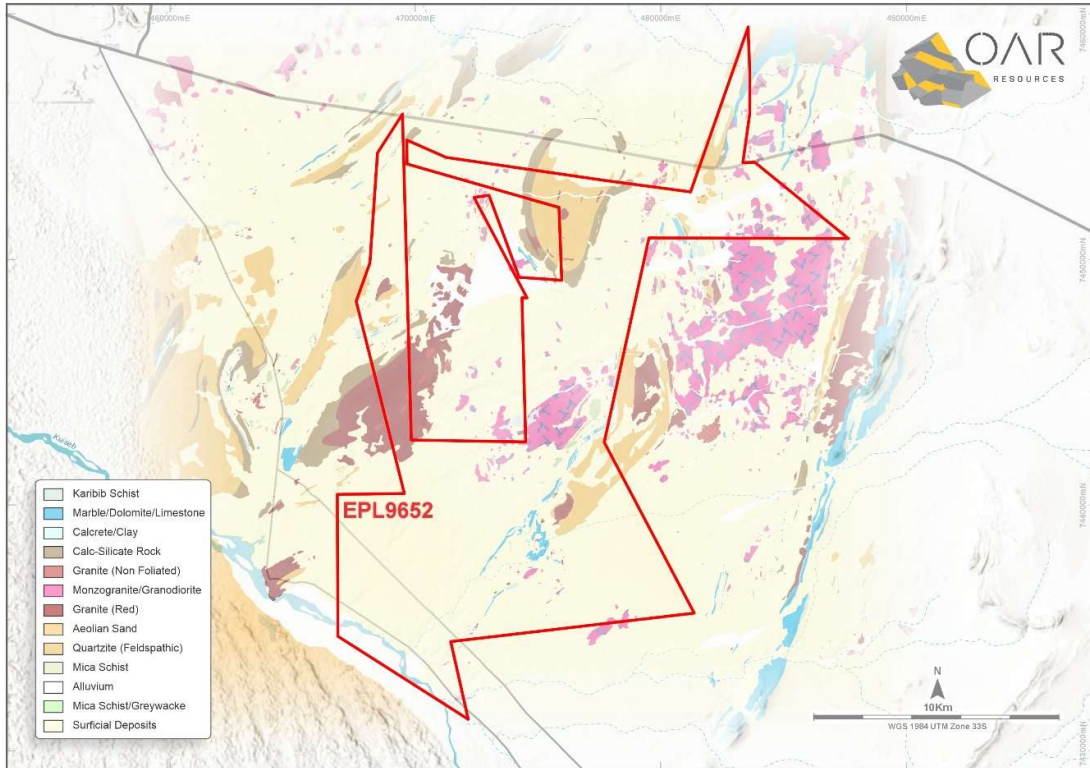 460000mE
470000mE
480000mE
490000mE
7460000mN
OAR
RESOURCES
7450000mN
Kuiseb
EPL9652
7440000mN
Karibib Schist
Marble/Dolomite/Limestone
Calcrete/Clay
Calc-Silicate Rock
Granite (Non Foliated)
Monzogranite/Granodiorite
Granite (Red)
Aeolian Sand
Quartzite (Feldspathic)
Mica Schist
Alluvium
Mica Schist/Greywacke
Surficial Deposits
N
10Km
WGS 1984 UTM Zone 33S
7430000mN